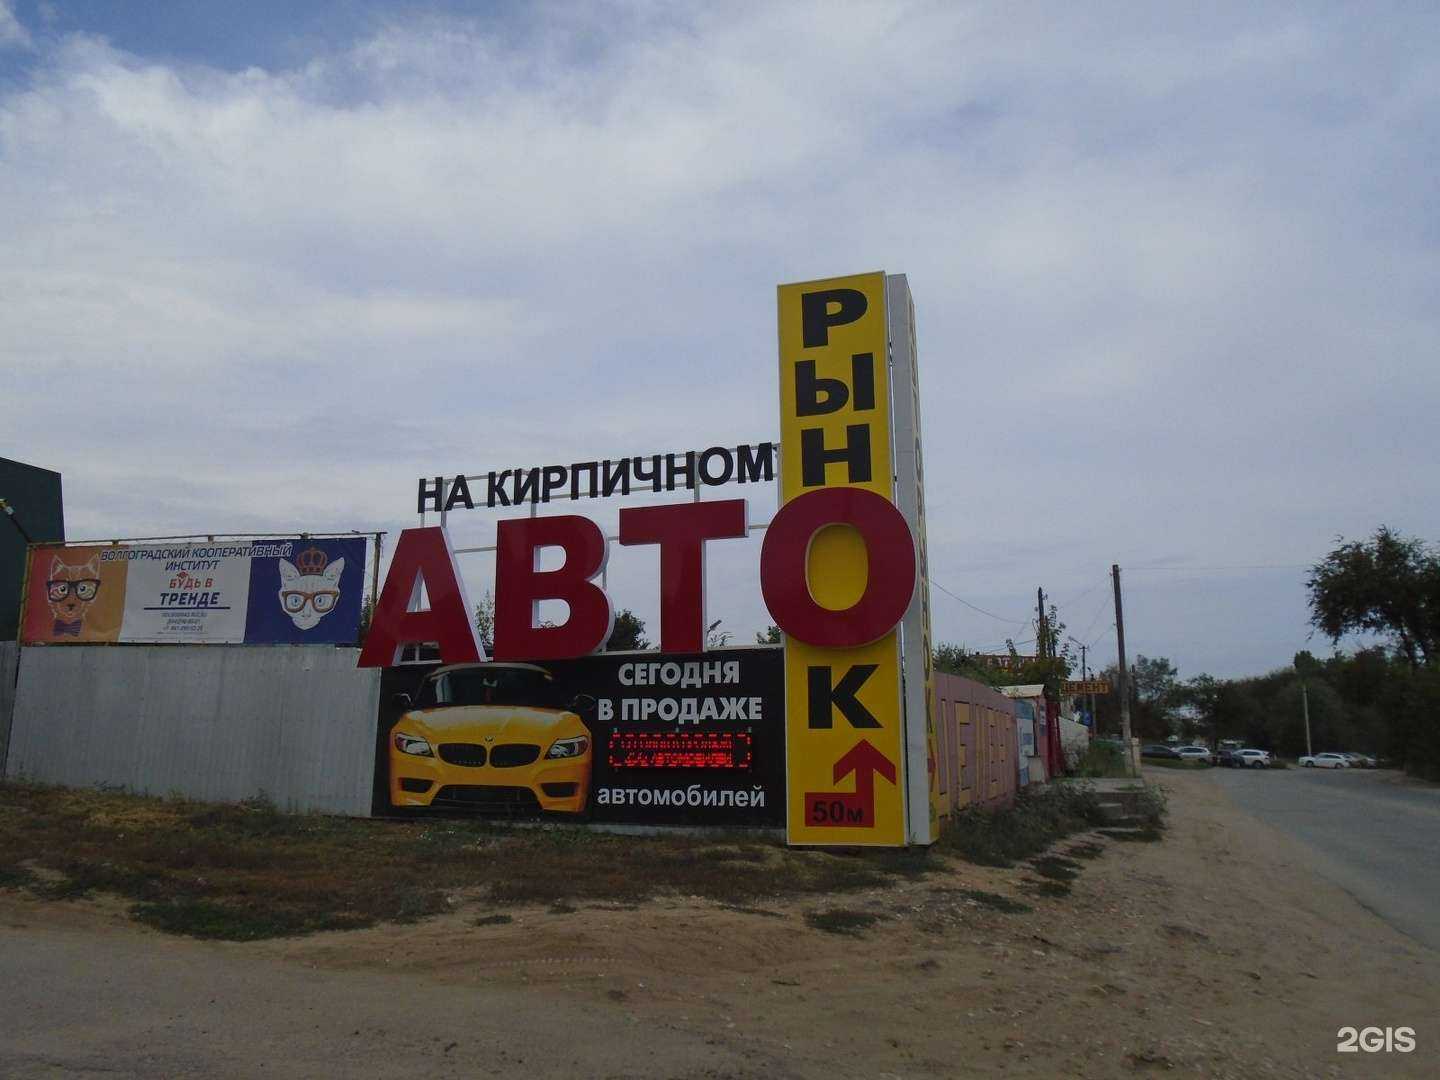 ВОЛГОГРАДСКИЙ КООПЕРАТИВНЫЙ
ИНСТИТУТ
БУДЬ В
ТРЕНДЕ
НА КИРПИЧНОМ
АВТО
РЫНОК
СЕГОДНЯ
В ПРОДАЖЕ
автомобилей
50м
ЦЕМЕНТ
2GIS